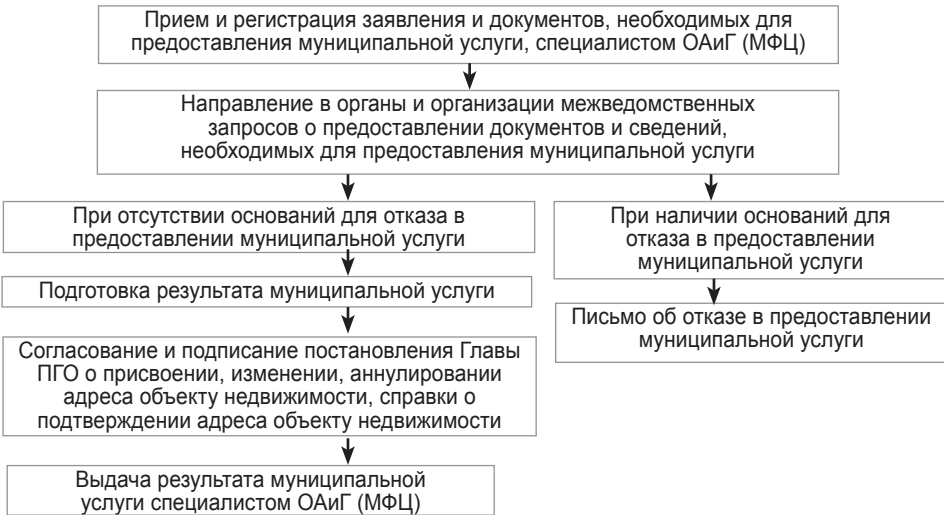 Прием и регистрация заявления и документов, необходимых для
предоставления муниципальной услуги, специалистом ОАиГ (МФЦ)
Направление в органы и организации межведомственных
запросов о предоставлении документов и сведений,
необходимых для предоставления муниципальной услуги
При отсутствии оснований для отказа в
предоставлении муниципальной услуги
Подготовка результата муниципальной услуги
Согласование и подписание постановления Главы
ПГО о присвоении, изменении, аннулировании
адреса объекту недвижимости, справки о
подтверждении адреса объекту недвижимости
Выдача результата муниципальной
услуги специалистом ОАиГ (МФЦ)
При наличии оснований для
отказа в предоставлении
муниципальной услуги
Письмо об отказе в предоставлении
муниципальной услуги